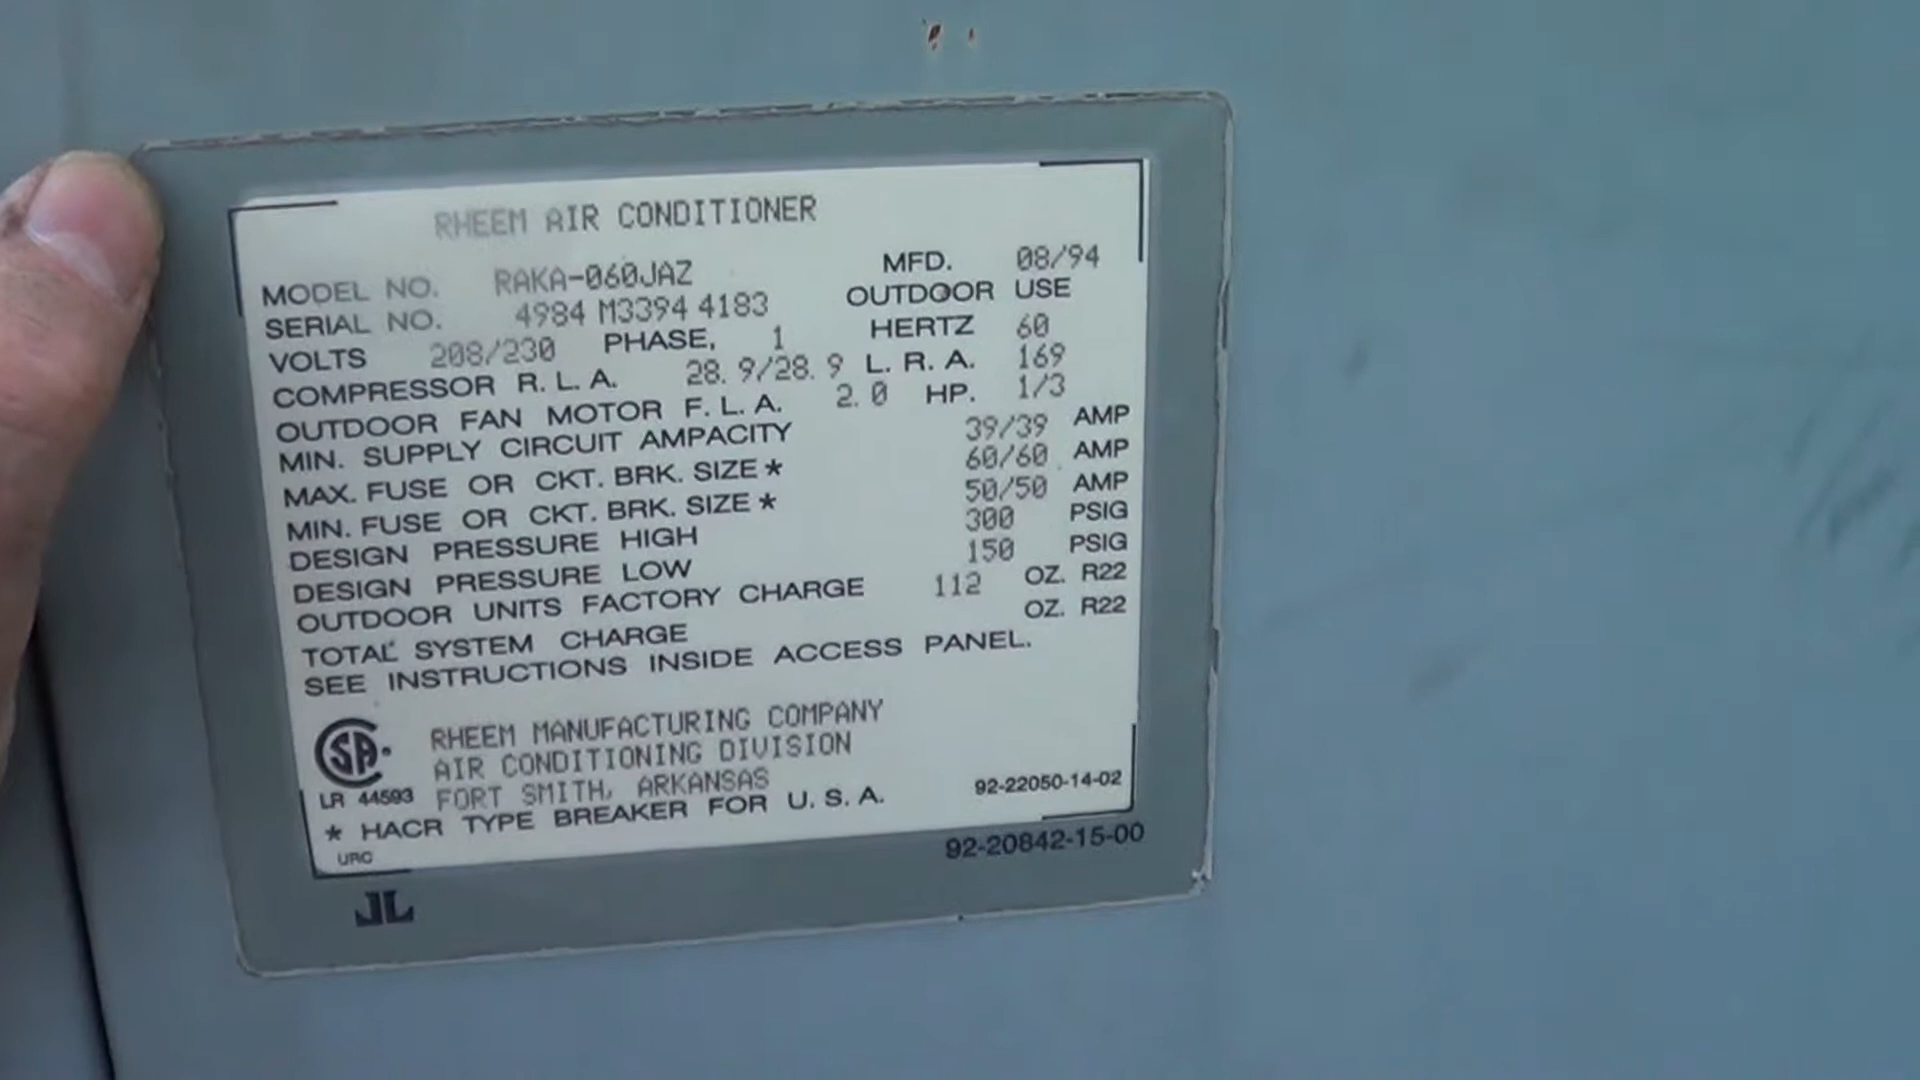 RHEEM AIR CONDITIONER
MODEL NO. RAKA-060JAZ MFD. 08/94
SERIAL NO. 4984 M3394 4183 OUTDOOR USE
VOLTS 208/230 PHASE, 1 HERTZ 60
COMPRESSOR R.L.A. 28.9/28.9 L.R.A. 169
OUTDOOR FAN MOTOR F.L.A. 2.0 HP. 1/3
MIN. SUPPLY CIRCUIT AMPACITY 39/39 AMP
MAX. FUSE OR CKT. BRK. SIZE * 60/60 AMP
MIN. FUSE OR CKT. BRK. SIZE * 50/50 AMP
DESIGN PRESSURE HIGH 300 PSIG
DESIGN PRESSURE LOW 150 PSIG
OUTDOOR UNITS FACTORY CHARGE 112 OZ. R22
TOTAL SYSTEM CHARGE OZ. R22
SEE INSTRUCTIONS INSIDE ACCESS PANEL.
SA
RHEEM MANUFACTURING COMPANY
AIR CONDITIONING DIVISION
LR 44593 FORT SMITH, ARKANSAS 92-22050-14-02
* HACR TYPE BREAKER FOR U.S.A.
URC
92-20842-15-00
JL